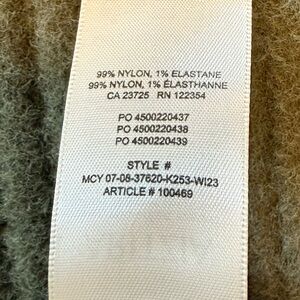 99% NYLON, 1% ELASTANE
99% NYLON, 1% ÉLASTHANNE
CA 23725 RN 122354
PO 4500220437
PO 4500220438
PO 4500220439
STYLE #
MCY 07-08-37620-K253-WI23
ARTICLE # 100469